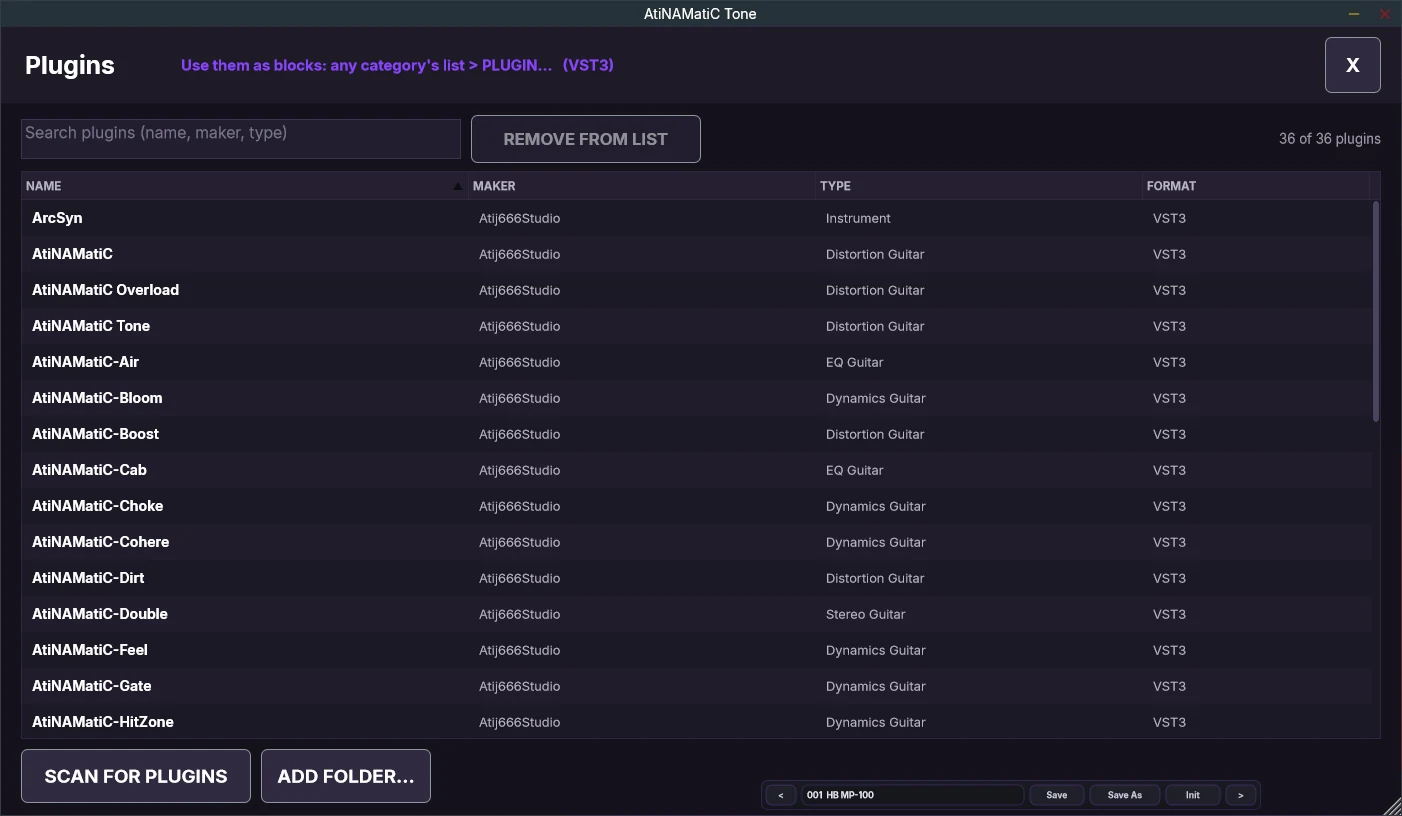 AtiNAMatiC Tone
Plugins
Use them as blocks: any category's list > PLUGIN... (VST3)
X
Search plugins (name, maker, type)
REMOVE FROM LIST
36 of 36 plugins
NAME MAKER TYPE FORMAT
ArcSyn Atij666Studio Instrument VST3
AtiNAMatiC Atij666Studio Distortion Guitar VST3
AtiNAMatiC Overload Atij666Studio Distortion Guitar VST3
AtiNAMatiC Tone Atij666Studio Distortion Guitar VST3
AtiNAMatiC-Air Atij666Studio EQ Guitar VST3
AtiNAMatiC-Bloom Atij666Studio Dynamics Guitar VST3
AtiNAMatiC-Boost Atij666Studio Distortion Guitar VST3
AtiNAMatiC-Cab Atij666Studio EQ Guitar VST3
AtiNAMatiC-Choke Atij666Studio Dynamics Guitar VST3
AtiNAMatiC-Cohere Atij666Studio Dynamics Guitar VST3
AtiNAMatiC-Dirt Atij666Studio Distortion Guitar VST3
AtiNAMatiC-Double Atij666Studio Stereo Guitar VST3
AtiNAMatiC-Feel Atij666Studio Dynamics Guitar VST3
AtiNAMatiC-Gate Atij666Studio Dynamics Guitar VST3
AtiNAMatiC-HitZone Atij666Studio Dynamics Guitar VST3
SCAN FOR PLUGINS
ADD FOLDER...
< 001 HB MP-100 Save Save As Init >